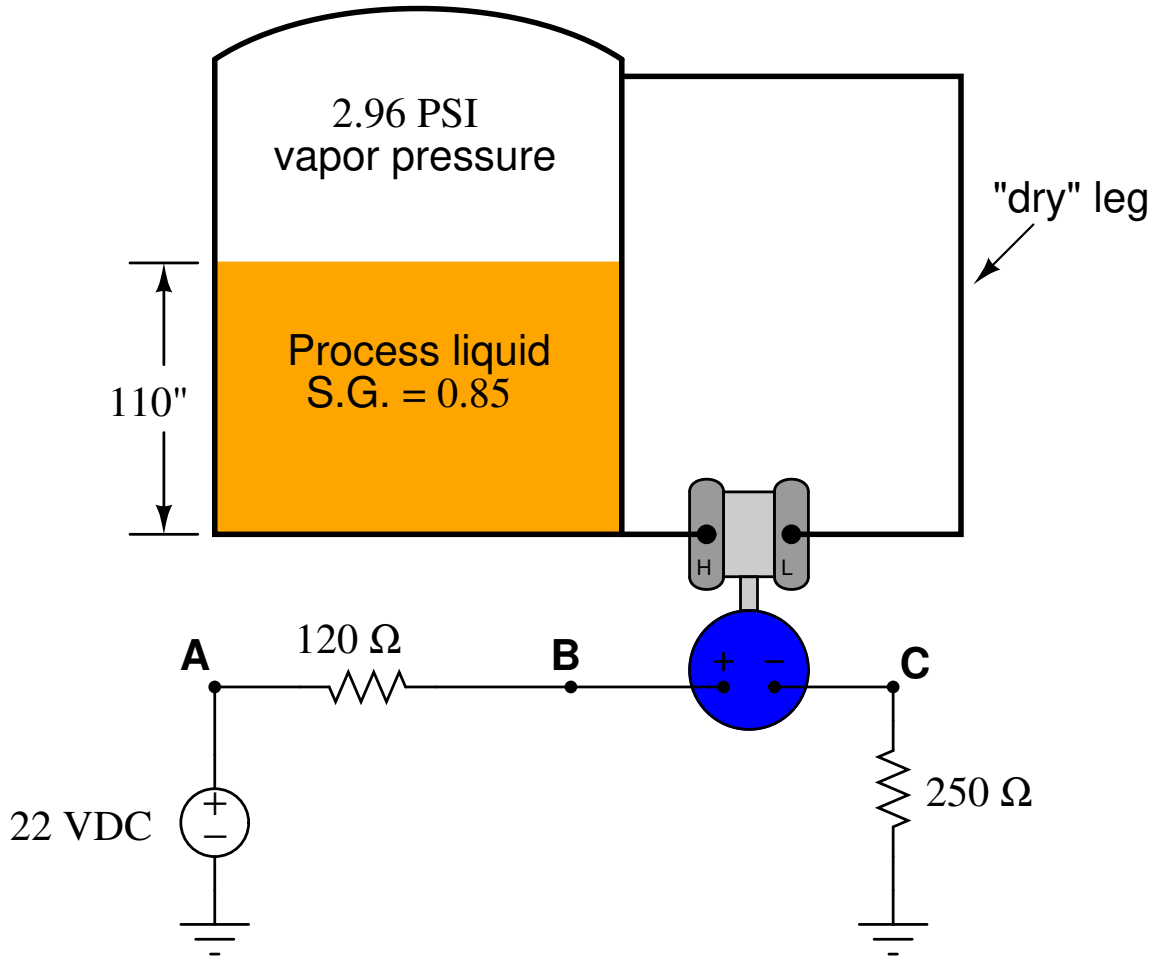 2.96 PSI
vapor pressure
"dry" leg
Process liquid
S.G. = 0.85
110"
H
L
A
120 Ω
B
+
−
C
22 VDC
+
−
250 Ω